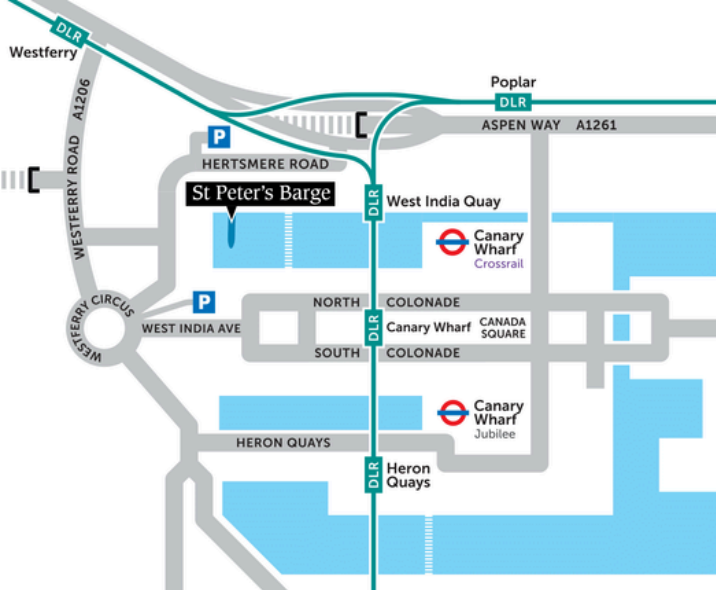 DLR
Westferry
Poplar
DLR
A1206
ASPEN WAY A1261
P
HERTSMERE ROAD
WESTFERRY ROAD
St Peter's Barge
DLR
West India Quay
Canary
Wharf
Crossrail
P
NORTH COLONADE
WESTFERRY CIRCUS
WEST INDIA AVE
DLR
Canary Wharf
CANADA
SQUARE
SOUTH COLONADE
Canary
Wharf
Jubilee
HERON QUAYS
DLR
Heron
Quays